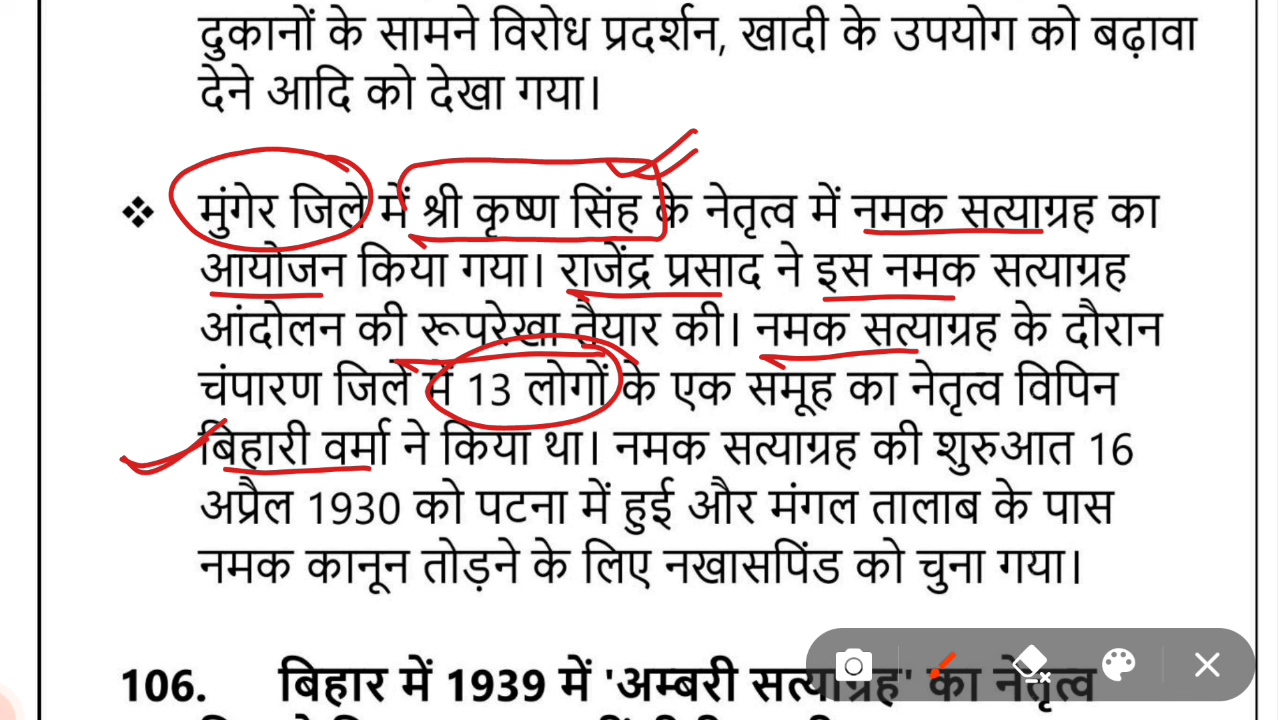 दुकानों के सामने विरोध प्रदर्शन, खादी के उपयोग को बढ़ावा
देने आदि को देखा गया।
❖ मुंगेर जिले में श्री कृष्ण सिंह के नेतृत्व में नमक सत्याग्रह का
आयोजन किया गया। राजेंद्र प्रसाद ने इस नमक सत्याग्रह
आंदोलन की रूपरेखा तैयार की। नमक सत्याग्रह के दौरान
चंपारण जिले में 13 लोगों के एक समूह का नेतृत्व विपिन
बिहारी वर्मा ने किया था। नमक सत्याग्रह की शुरुआत 16
अप्रैल 1930 को पटना में हुई और मंगल तालाब के पास
नमक कानून तोड़ने के लिए नखासपिंड को चुना गया।
106. बिहार में 1939 में 'अम्बरी सत्याग्रह' का नेतृत्व